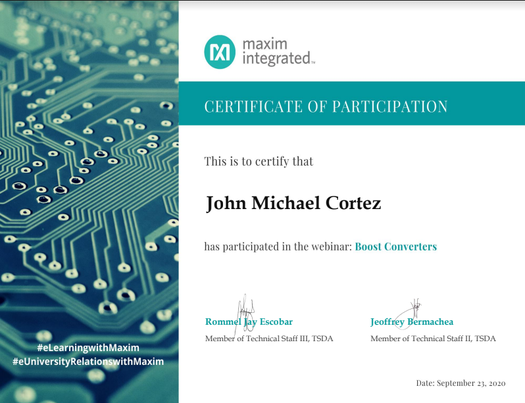 maxim
integrated™
CERTIFICATE OF PARTICIPATION
This is to certify that
John Michael Cortez
has participated in the webinar: Boost Converters
Rommel Jay Escobar
Member of Technical Staff III, TSDA
Jeoffrey Bermachea
Member of Technical Staff II, TSDA
#eLearningwithMaxim
#eUniversityRelationswithMaxim
Date: September 23, 2020